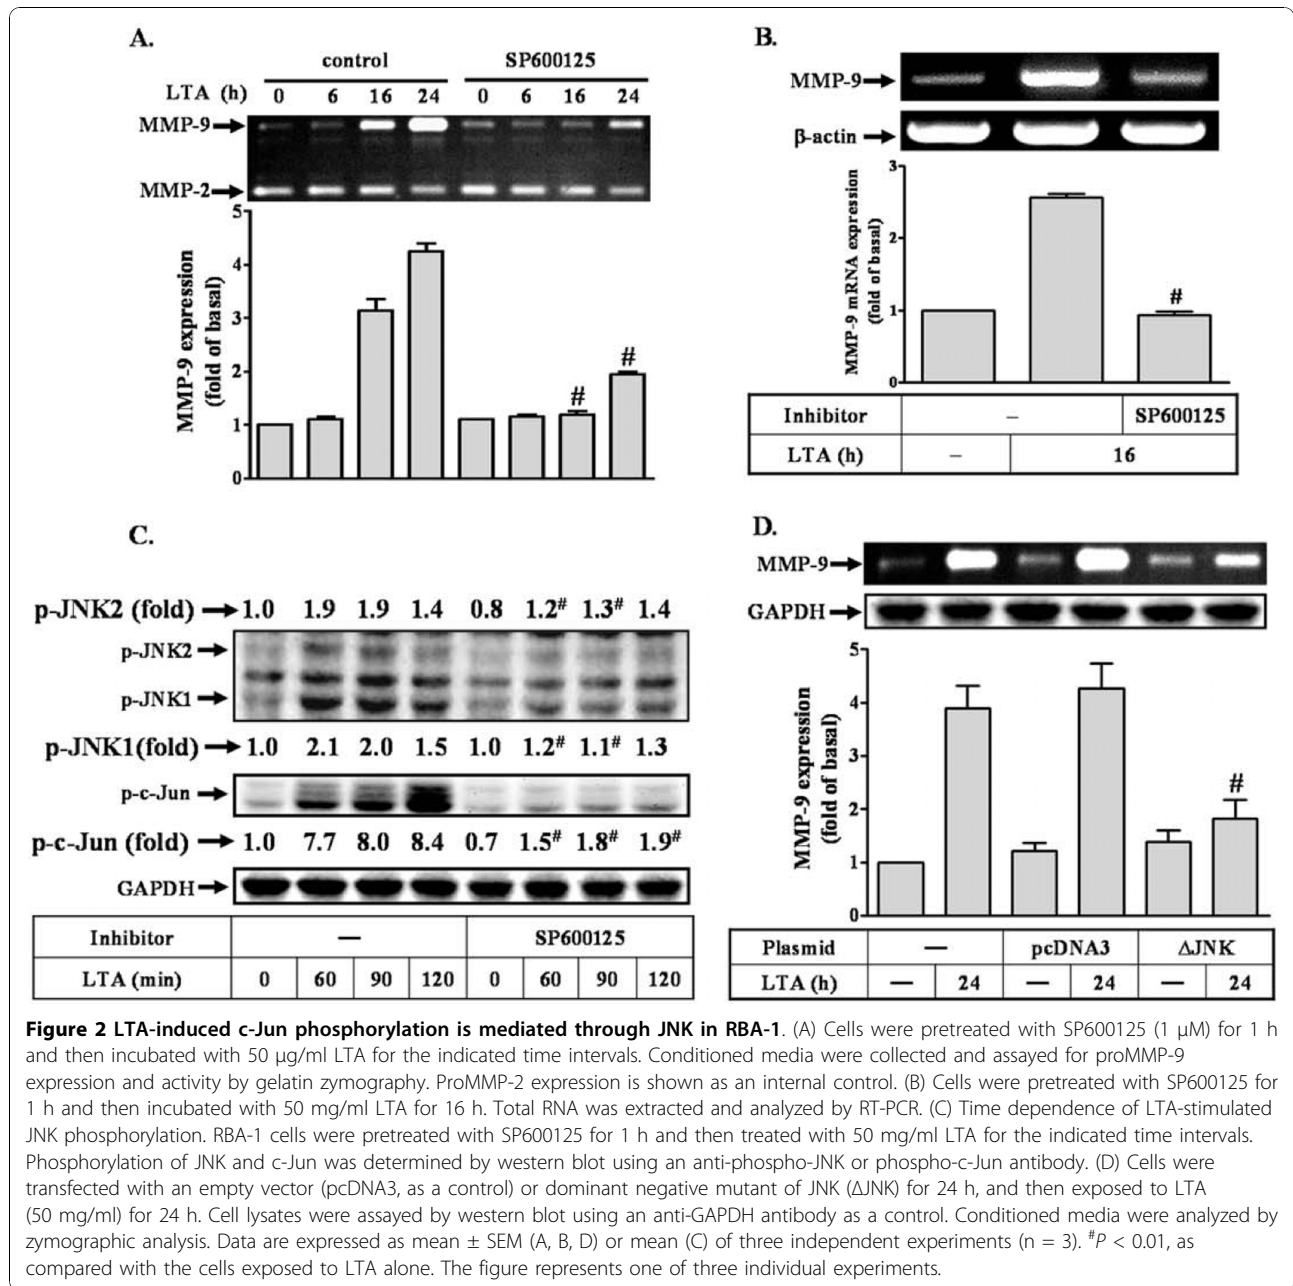 A.
control SP600125
LTA (h) 0 6 16 24 0 6 16 24
MMP-9
MMP-2
MMP-9 expression
(fold of basal)
5
4
3
2
1
0
# #
B.
MMP-9
β-actin
MMP-9 mRNA expression
(fold of basal)
3
2
1
0
#
Inhibitor – SP600125
LTA (h) – 16
C.
p-JNK2 (fold) 1.0 1.9 1.9 1.4 0.8 1.2# 1.3# 1.4
p-JNK2
p-JNK1
p-JNK1(fold) 1.0 2.1 2.0 1.5 1.0 1.2# 1.1# 1.3
p-c-Jun
p-c-Jun (fold) 1.0 7.7 8.0 8.4 0.7 1.5# 1.8# 1.9#
GAPDH
Inhibitor — SP600125
LTA (min) 0 60 90 120 0 60 90 120
D.
MMP-9
GAPDH
MMP-9 expression
(fold of basal)
5
4
3
2
1
0
#
Plasmid — pcDNA3 ΔJNK
LTA (h) — 24 — 24 — 24
Figure 2 LTA-induced c-Jun phosphorylation is mediated through JNK in RBA-1. (A) Cells were pretreated with SP600125 (1 μM) for 1 h
and then incubated with 50 μg/ml LTA for the indicated time intervals. Conditioned media were collected and assayed for proMMP-9
expression and activity by gelatin zymography. ProMMP-2 expression is shown as an internal control. (B) Cells were pretreated with SP600125 for
1 h and then incubated with 50 mg/ml LTA for 16 h. Total RNA was extracted and analyzed by RT-PCR. (C) Time dependence of LTA-stimulated
JNK phosphorylation. RBA-1 cells were pretreated with SP600125 for 1 h and then treated with 50 mg/ml LTA for the indicated time intervals.
Phosphorylation of JNK and c-Jun was determined by western blot using an anti-phospho-JNK or phospho-c-Jun antibody. (D) Cells were
transfected with an empty vector (pcDNA3, as a control) or dominant negative mutant of JNK (ΔJNK) for 24 h, and then exposed to LTA
(50 mg/ml) for 24 h. Cell lysates were assayed by western blot using an anti-GAPDH antibody as a control. Conditioned media were analyzed by
zymographic analysis. Data are expressed as mean ± SEM (A, B, D) or mean (C) of three independent experiments (n = 3). #P < 0.01, as
compared with the cells exposed to LTA alone. The figure represents one of three individual experiments.